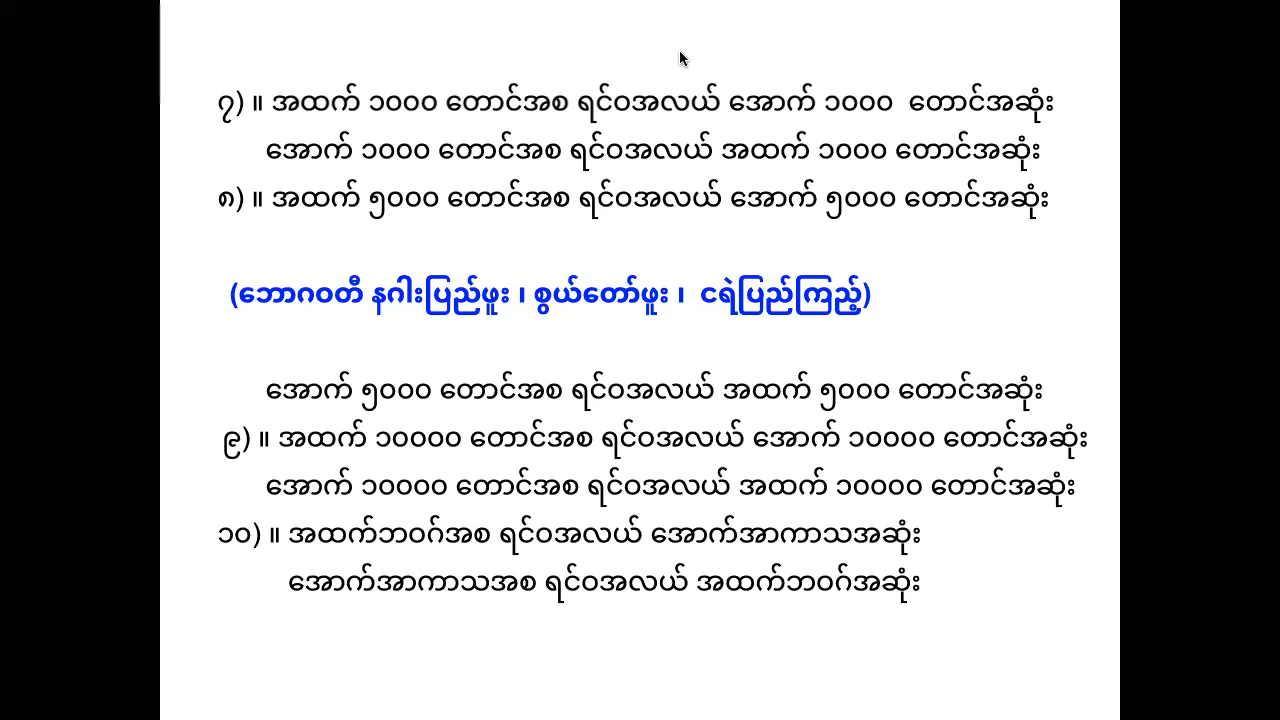 ၇) ။ အထက် ၁၀၀၀ တောင်အစ ရင်ဝအလယ် အောက် ၁၀၀၀ တောင်အဆုံး
အောက် ၁၀၀၀ တောင်အစ ရင်ဝအလယ် အထက် ၁၀၀၀ တောင်အဆုံး
၈) ။ အထက် ၅၀၀၀ တောင်အစ ရင်ဝအလယ် အောက် ၅၀၀၀ တောင်အဆုံး
(ဘောဂဝတီ နဂါးပြည်ဖူး ၊ စွယ်တော်ဖူး ၊ ငရဲပြည်ကြည့်)
အောက် ၅၀၀၀ တောင်အစ ရင်ဝအလယ် အထက် ၅၀၀၀ တောင်အဆုံး
၉) ။ အထက် ၁၀၀၀၀ တောင်အစ ရင်ဝအလယ် အောက် ၁၀၀၀၀ တောင်အဆုံး
အောက် ၁၀၀၀၀ တောင်အစ ရင်ဝအလယ် အထက် ၁၀၀၀၀ တောင်အဆုံး
၁၀) ။ အထက်ဘဝဂ်အစ ရင်ဝအလယ် အောက်အာကာသအဆုံး
အောက်အာကာသအစ ရင်ဝအလယ် အထက်ဘဝဂ်အဆုံး